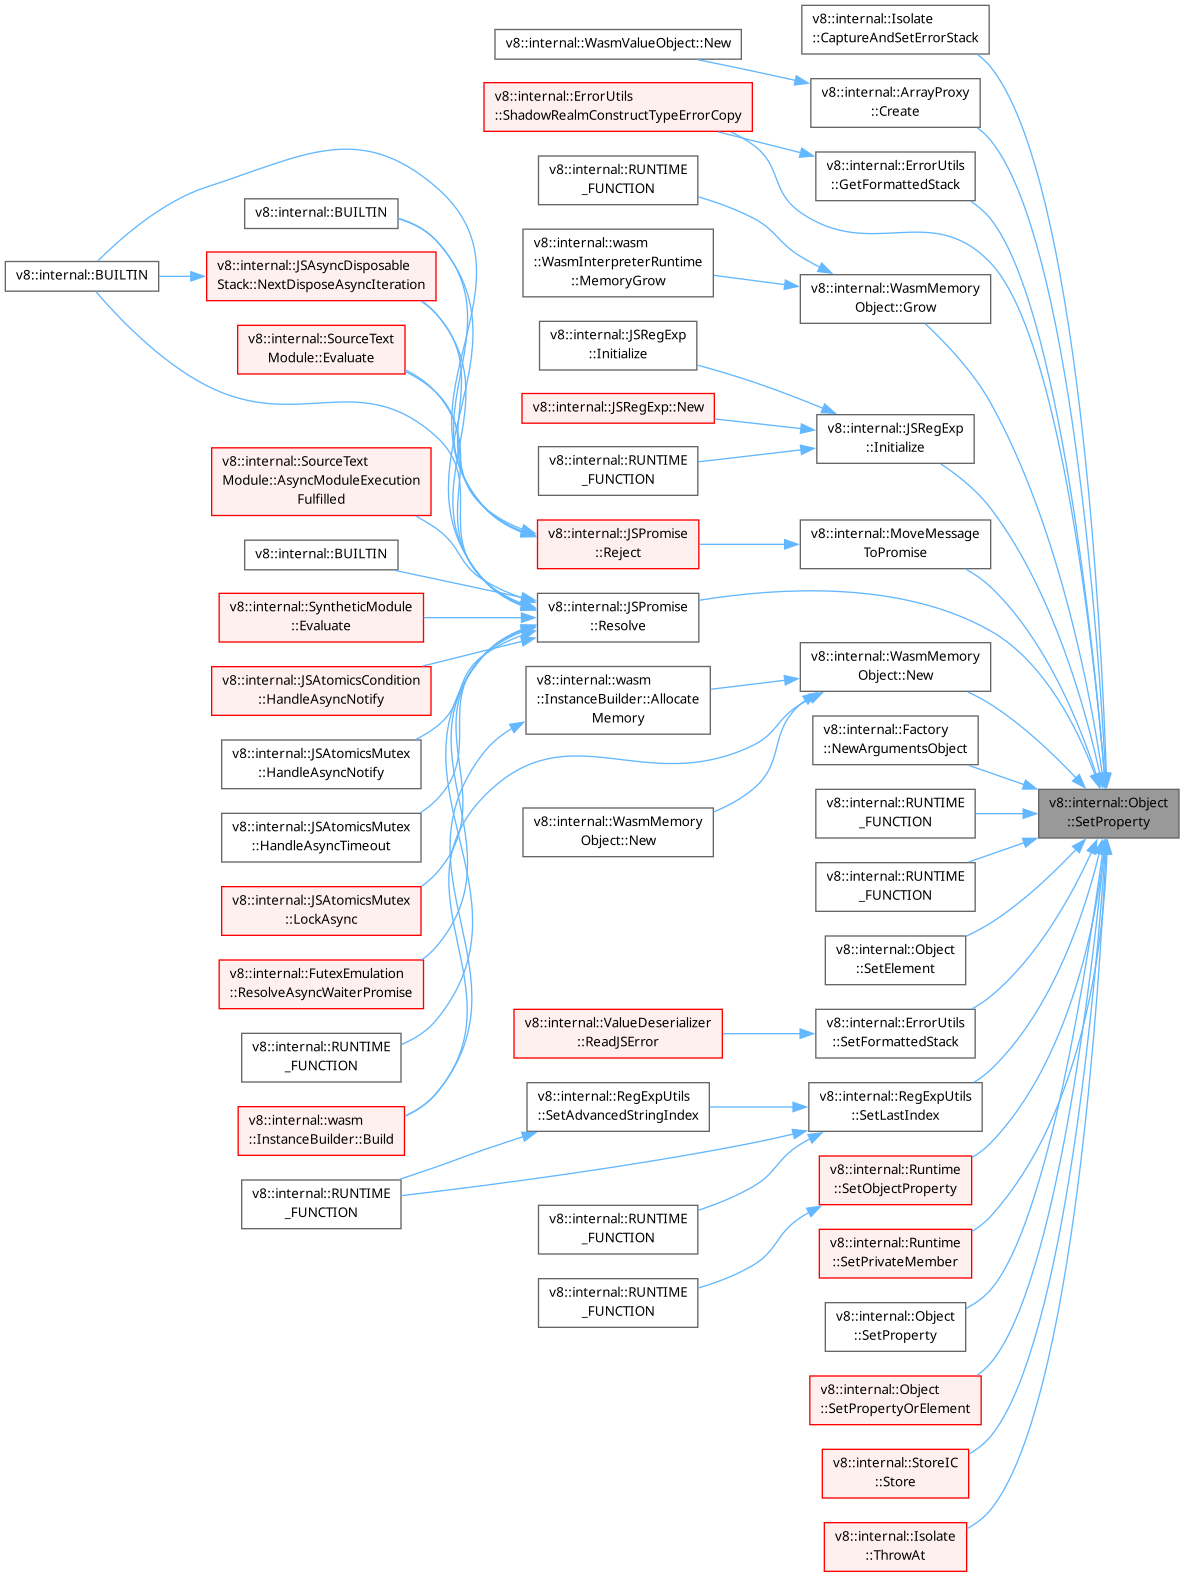 v8::internal::Isolate
::CaptureAndSetErrorStack
v8::internal::WasmValueObject::New
v8::internal::ArrayProxy
::Create
v8::internal::ErrorUtils
::ShadowRealmConstructTypeErrorCopy
v8::internal::ErrorUtils
::GetFormattedStack
v8::internal::RUNTIME
_FUNCTION
v8::internal::BUILTIN
v8::internal::wasm
::WasmInterpreterRuntime
::MemoryGrow
v8::internal::BUILTIN
v8::internal::JSAsyncDisposable
Stack::NextDisposeAsyncIteration
v8::internal::WasmMemory
Object::Grow
v8::internal::SourceText
Module::Evaluate
v8::internal::JSRegExp
::Initialize
v8::internal::JSRegExp::New
v8::internal::JSRegExp
::Initialize
v8::internal::RUNTIME
_FUNCTION
v8::internal::SourceText
Module::AsyncModuleExecution
Fulfilled
v8::internal::JSPromise
::Reject
v8::internal::MoveMessage
ToPromise
v8::internal::BUILTIN
v8::internal::SyntheticModule
::Evaluate
v8::internal::JSPromise
::Resolve
v8::internal::JSAtomicsCondition
::HandleAsyncNotify
v8::internal::wasm
::InstanceBuilder::Allocate
Memory
v8::internal::WasmMemory
Object::New
v8::internal::JSAtomicsMutex
::HandleAsyncNotify
v8::internal::Factory
::NewArgumentsObject
v8::internal::JSAtomicsMutex
::HandleAsyncTimeout
v8::internal::WasmMemory
Object::New
v8::internal::RUNTIME
_FUNCTION
v8::internal::Object
::SetProperty
v8::internal::RUNTIME
_FUNCTION
v8::internal::JSAtomicsMutex
::LockAsync
v8::internal::Object
::SetElement
v8::internal::FutexEmulation
::ResolveAsyncWaiterPromise
v8::internal::RUNTIME
_FUNCTION
v8::internal::ValueDeserializer
::ReadJSError
v8::internal::ErrorUtils
::SetFormattedStack
v8::internal::wasm
::InstanceBuilder::Build
v8::internal::RegExpUtils
::SetAdvancedStringIndex
v8::internal::RegExpUtils
::SetLastIndex
v8::internal::RUNTIME
_FUNCTION
v8::internal::RUNTIME
_FUNCTION
v8::internal::Runtime
::SetObjectProperty
v8::internal::RUNTIME
_FUNCTION
v8::internal::Runtime
::SetPrivateMember
v8::internal::Object
::SetProperty
v8::internal::Object
::SetPropertyOrElement
v8::internal::StoreIC
::Store
v8::internal::Isolate
::ThrowAt